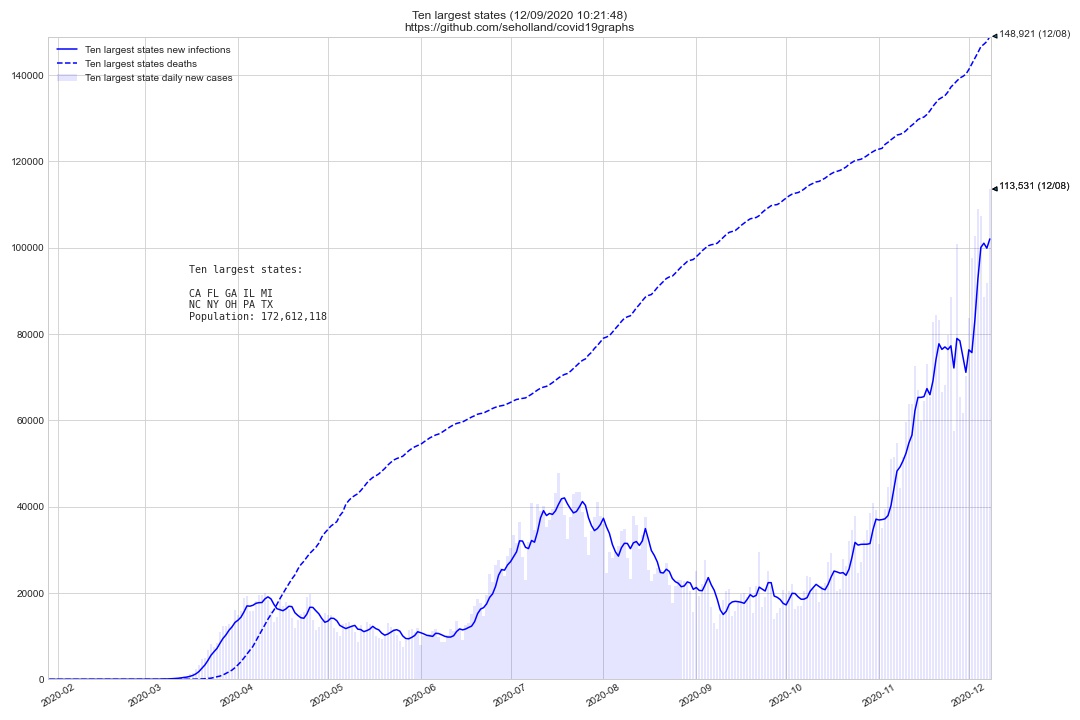 Ten largest states (12/09/2020 10:21:48)
https://github.com/seholland/covid19graphs
Ten largest states new infections
Ten largest states deaths
Ten largest state daily new cases
148,921 (12/08)
140000
120000
113,531 (12/08)
100000
Ten largest states:
CA FL GA IL MI
NC NY OH PA TX
Population: 172,612,118
80000
60000
40000
20000
0
2020-02
2020-03
2020-04
2020-05
2020-06
2020-07
2020-08
2020-09
2020-10
2020-11
2020-12